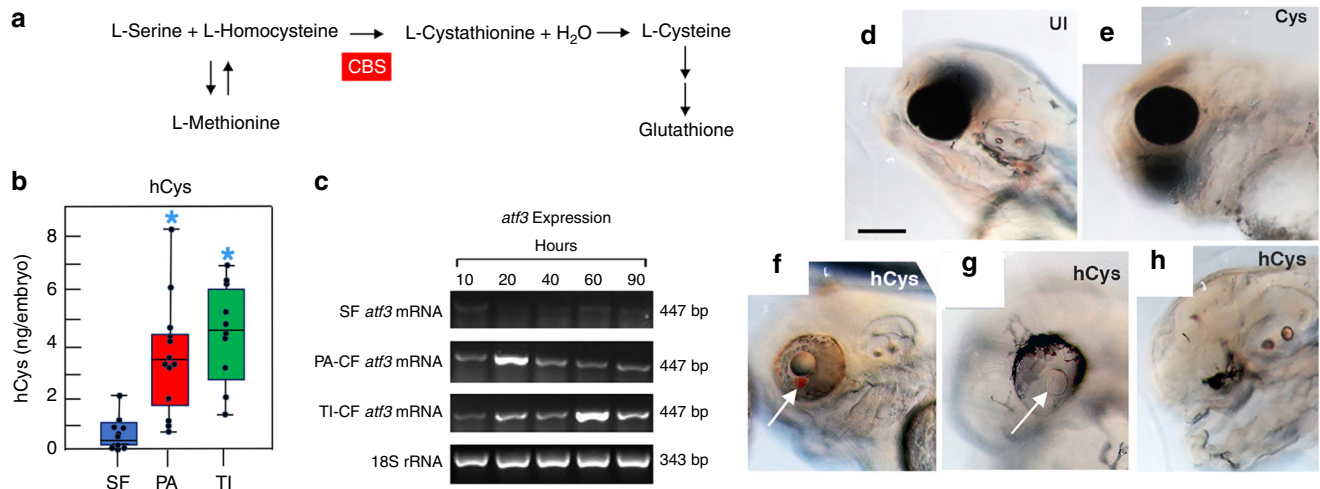 a
L-Serine + L-Homocysteine
CBS
L-Cystathionine + H2O
L-Cysteine
L-Methionine
Glutathione
b
hCys
hCys (ng/embryo)
8
6
4
2
0
SF
PA
TI
*
*
c
atf3 Expression
Hours
10 20 40 60 90
SF atf3 mRNA 447 bp
PA-CF atf3 mRNA 447 bp
TI-CF atf3 mRNA 447 bp
18S rRNA 343 bp
d
UI
e
Cys
f
hCys
g
hCys
h
hCys